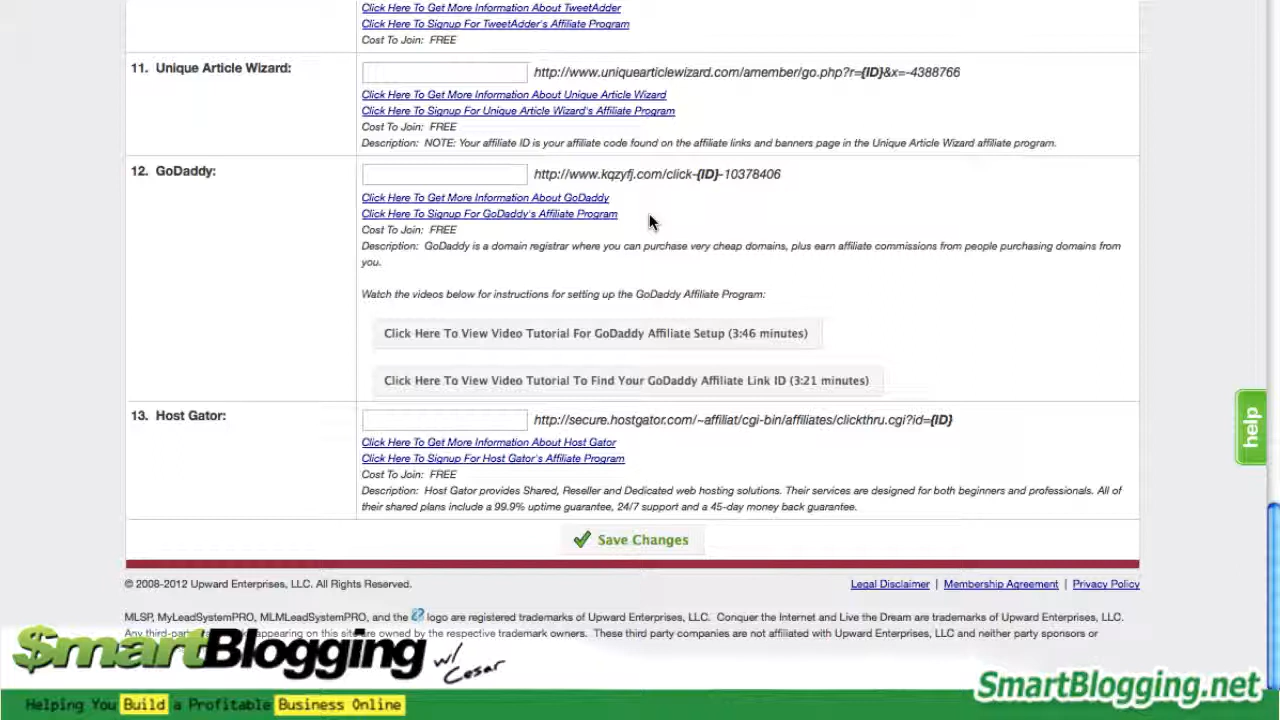 Click Here To Get More Information About TweetAdder
Click Here To Signup For TweetAdder's Affiliate Program
Cost To Join: FREE
11. Unique Article Wizard:
http://www.uniquearticlewizard.com/amember/go.php?r={ID}&x=-4388766
Click Here To Get More Information About Unique Article Wizard
Click Here To Signup For Unique Article Wizard's Affiliate Program
Cost To Join: FREE
Description: NOTE: Your affiliate ID is your affiliate code found on the affiliate links and banners page in the Unique Article Wizard affiliate program.
12. GoDaddy:
http://www.kqzyfj.com/click-{ID}-10378406
Click Here To Get More Information About GoDaddy
Click Here To Signup For GoDaddy's Affiliate Program
Cost To Join: FREE
Description: GoDaddy is a domain registrar where you can purchase very cheap domains, plus earn affiliate commissions from people purchasing domains from
you.
Watch the videos below for instructions for setting up the GoDaddy Affiliate Program:
Click Here To View Video Tutorial For GoDaddy Affiliate Setup (3:46 minutes)
Click Here To View Video Tutorial To Find Your GoDaddy Affiliate Link ID (3:21 minutes)
13. Host Gator:
http://secure.hostgator.com/~affiliat/cgi-bin/affiliates/clickthru.cgi?id={ID}
Click Here To Get More Information About Host Gator
Click Here To Signup For Host Gator's Affiliate Program
Cost To Join: FREE
Description: Host Gator provides Shared, Reseller and Dedicated web hosting solutions. Their services are designed for both beginners and professionals. All of
their shared plans include a 99.9% uptime guarantee, 24/7 support and a 45-day money back guarantee.
help
Save Changes
© 2008-2012 Upward Enterprises, LLC. All Rights Reserved.
Legal Disclaimer | Membership Agreement | Privacy Policy
MLSP, MyLeadSystemPRO, MLMLeadSystemPRO, and the logo are registered trademarks of Upward Enterprises, LLC. Conquer the Internet and Live the Dream are trademarks of Upward Enterprises, LLC.
Any third-party appearing on this site are owned by the respective trademark owners. These third party companies are not affiliated with Upward Enterprises, LLC and neither party sponsors or
$martBlogging w/ Cesar
SmartBlogging.net
Helping You Build a Profitable Business Online